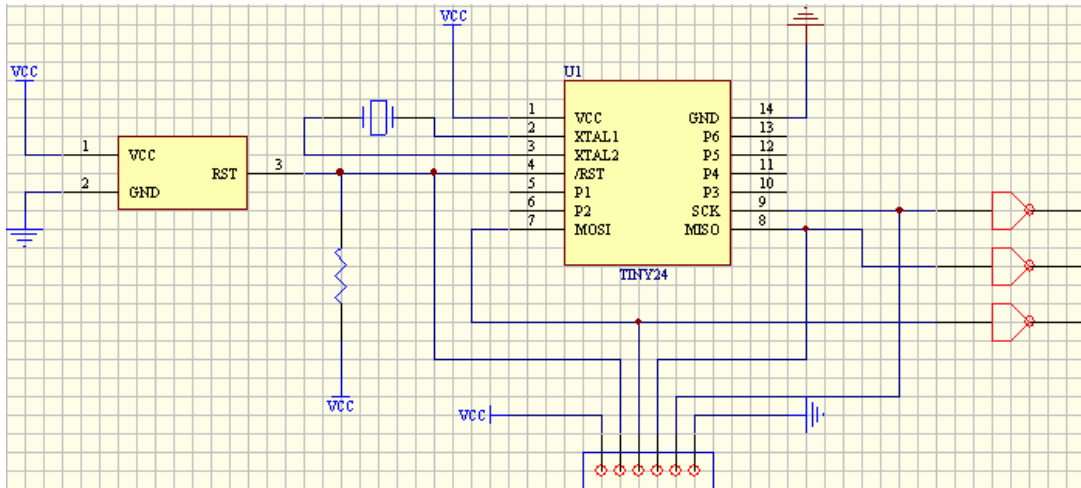 VCC
VCC
U1
1 VCC GND 14
2 XTAL1 P6 13
3 XTAL2 P5 12
4 /RST P4 11
5 P1 P3 10
6 P2 SCK 9
7 MOSI MISO 8
TINY24
1 VCC
RST 3
2 GND
VCC
VCC